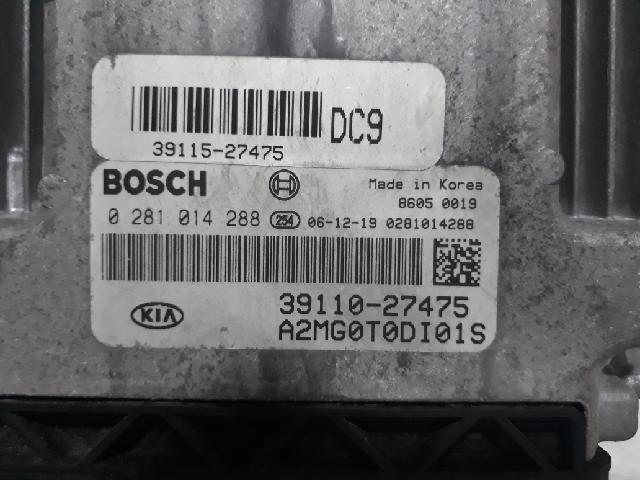 DC9
39115-27475
BOSCH
Made in Korea
8605 0019
0 281 014 288 254 06-12-19 0281014288
39110-27475
KIA
A2MG0T0DI01S